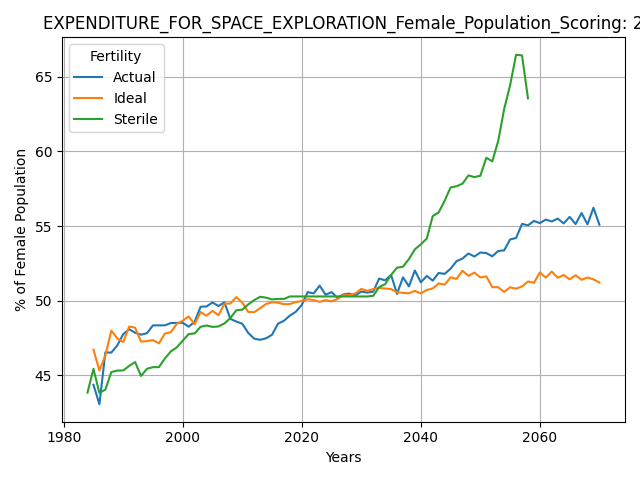 EXPENDITURE_FOR_SPACE_EXPLORATION_Female_Population_Scoring: 2
Fertility
Actual
Ideal
Sterile
% of Female Population
65
60
55
50
45
1980 2000 2020 2040 2060
Years